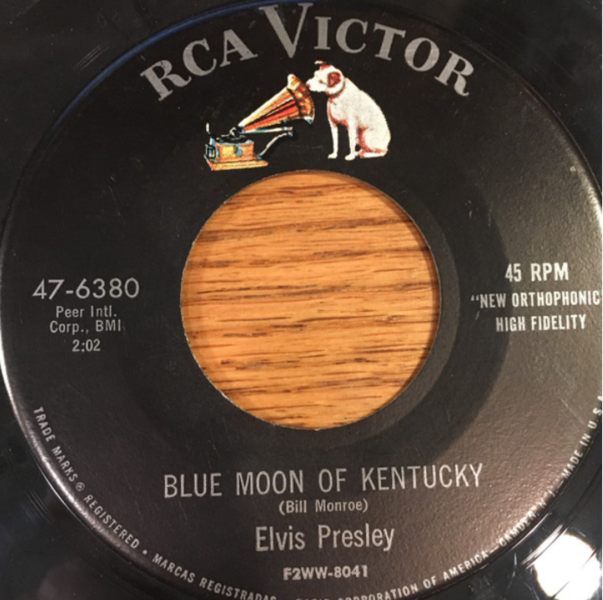 RCA VICTOR
47-6380
Peer Intl.
Corp., BMI
2:02
45 RPM
"NEW ORTHOPHONIC
HIGH FIDELITY
BLUE MOON OF KENTUCKY
(Bill Monroe)
Elvis Presley
F2WW-8041
TRADE MARKS ® REGISTERED • MARCAS REGISTRADAS CORPORATION OF AMERICA MADE IN U.S.